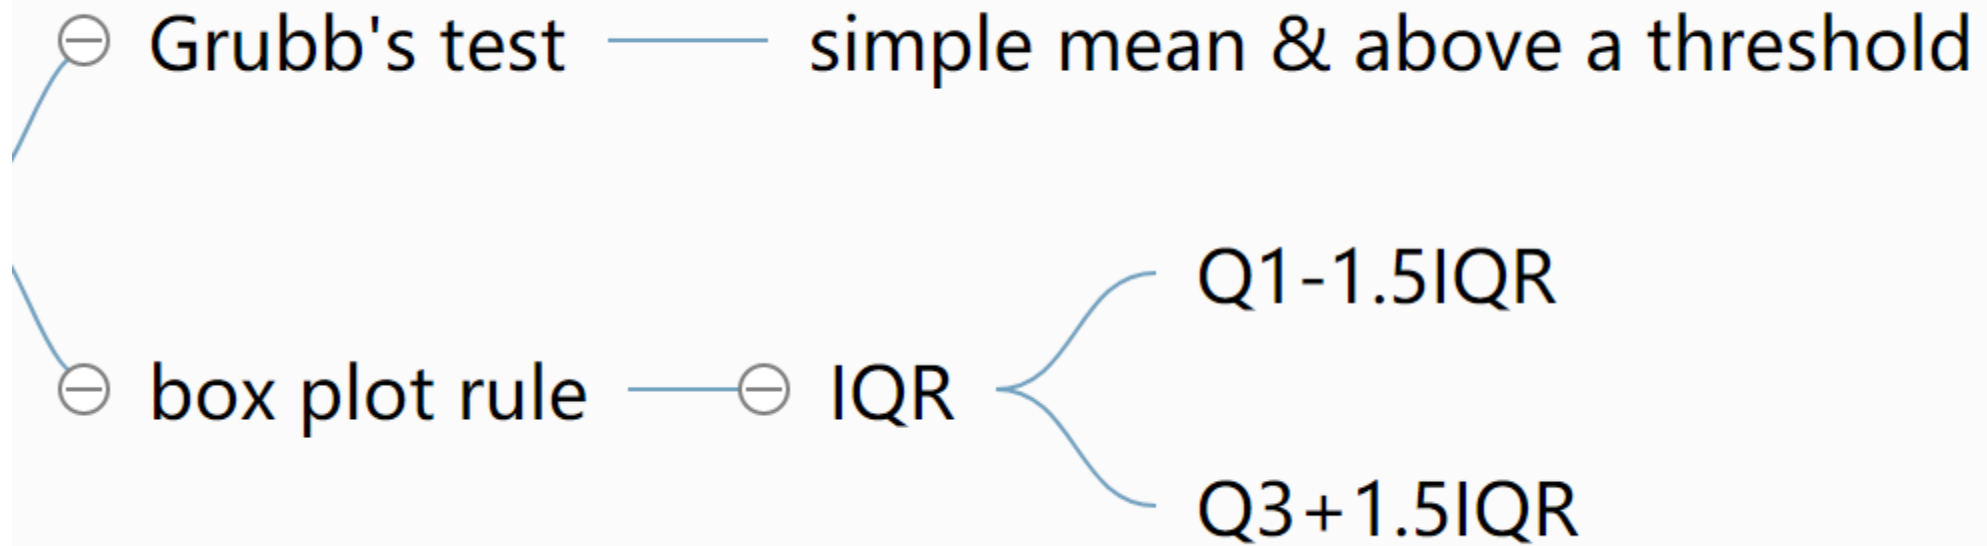 Grubb's test
simple mean & above a threshold
box plot rule
IQR
Q1-1.5IQR
Q3+1.5IQR